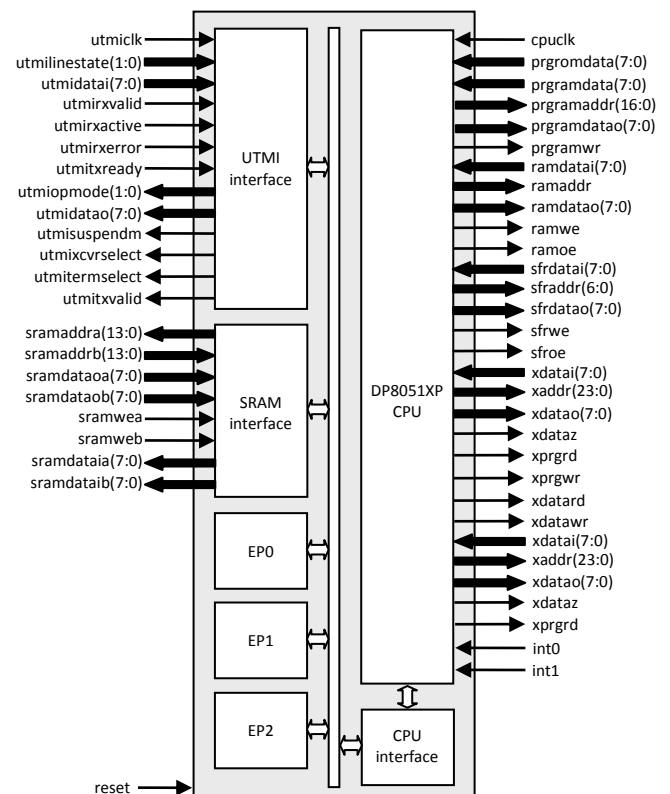 utmiclk
utmilinestate(1:0)
utmidatai(7:0)
utmirxvalid
utmirxactive
utmirxerror
utmitxready
utmiopmode(1:0)
utmidatao(7:0)
utmisuspendm
utmixcvrselect
utmitermselect
utmitxvalid
sramaddra(13:0)
sramaddrb(13:0)
sramdataoa(7:0)
sramdataob(7:0)
sramwea
sramweb
sramdataia(7:0)
sramdataib(7:0)
reset
UTMI
interface
SRAM
interface
EP0
EP1
EP2
DP8051XP
CPU
CPU
interface
cpuclk
prgromdata(7:0)
prgramdata(7:0)
prgramaddr(16:0)
prgramdatao(7:0)
prgramwr
ramdatai(7:0)
ramaddr
ramdatao(7:0)
ramwe
ramoe
sfrdatai(7:0)
sfraddr(6:0)
sfrdatao(7:0)
sfrwe
sfroe
xdatai(7:0)
xaddr(23:0)
xdatao(7:0)
xdataz
xprgrd
xprgwr
xdatard
xdatawr
xdatai(7:0)
xaddr(23:0)
xdatao(7:0)
xdataz
xprgrd
int0
int1